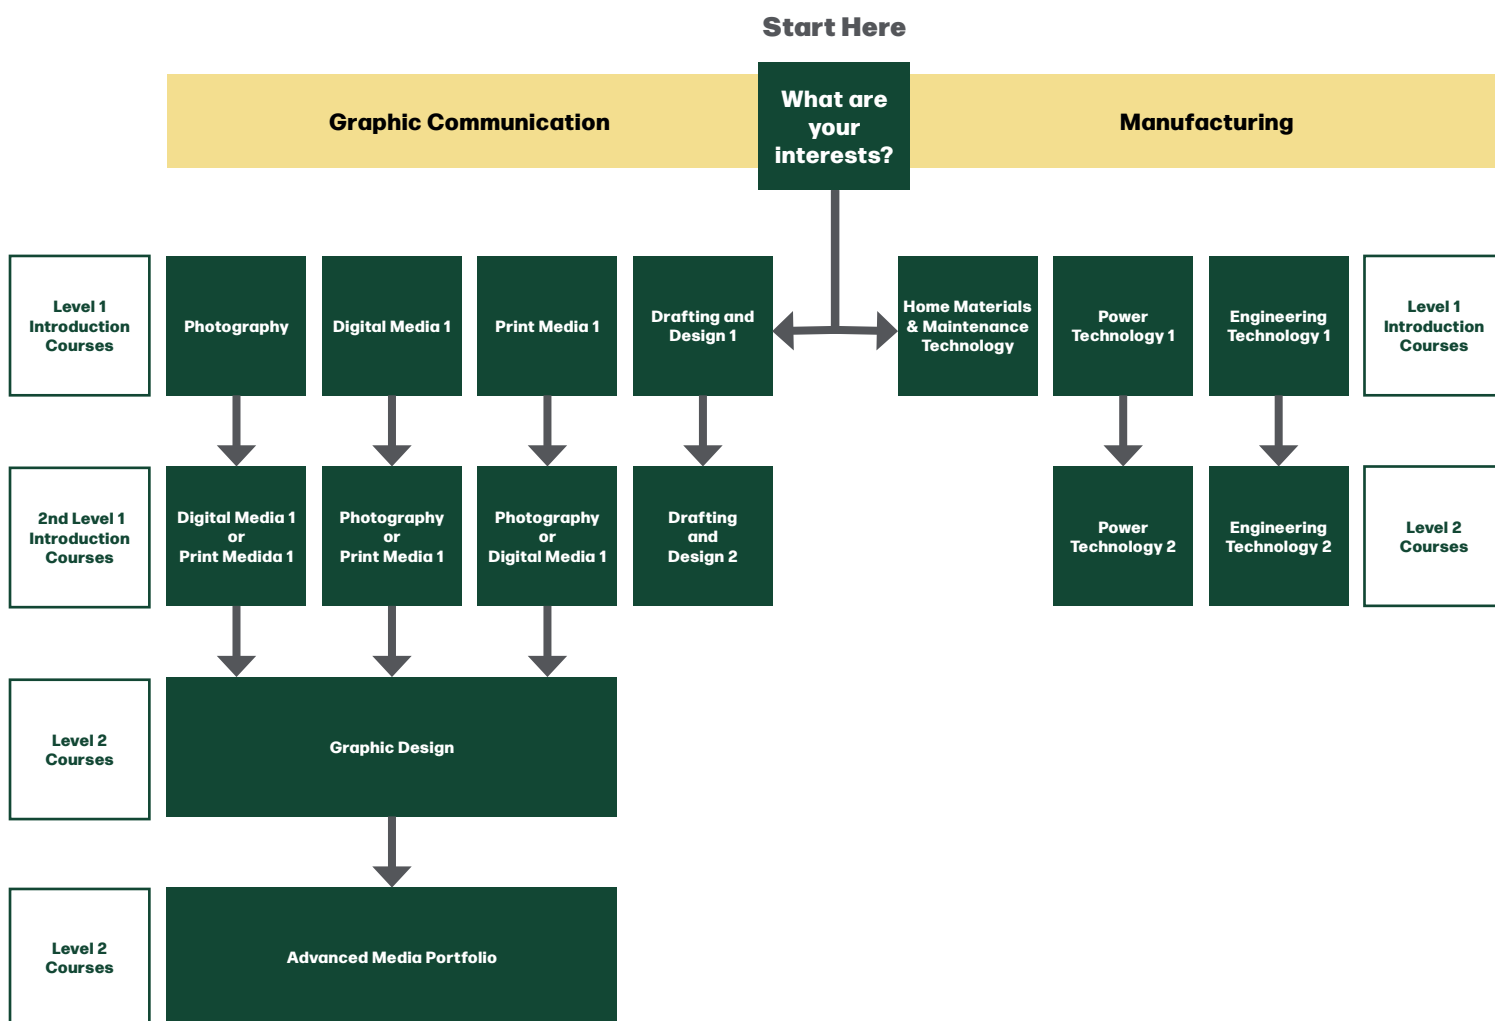 Start Here
Graphic Communication
What are
your
interests?
Manufacturing
Level 1
Introduction
Courses
Photography
Digital Media 1
Print Media 1
Drafting and
Design 1
Home Materials
& Maintenance
Technology
Power
Technology 1
Engineering
Technology 1
Level 1
Introduction
Courses
2nd Level 1
Introduction
Courses
Digital Media 1
or
Print Medida 1
Photography
or
Print Media 1
Photography
or
Digital Media 1
Drafting
and
Design 2
Power
Technology 2
Engineering
Technology 2
Level 2
Courses
Level 2
Courses
Graphic Design
Level 2
Courses
Advanced Media Portfolio